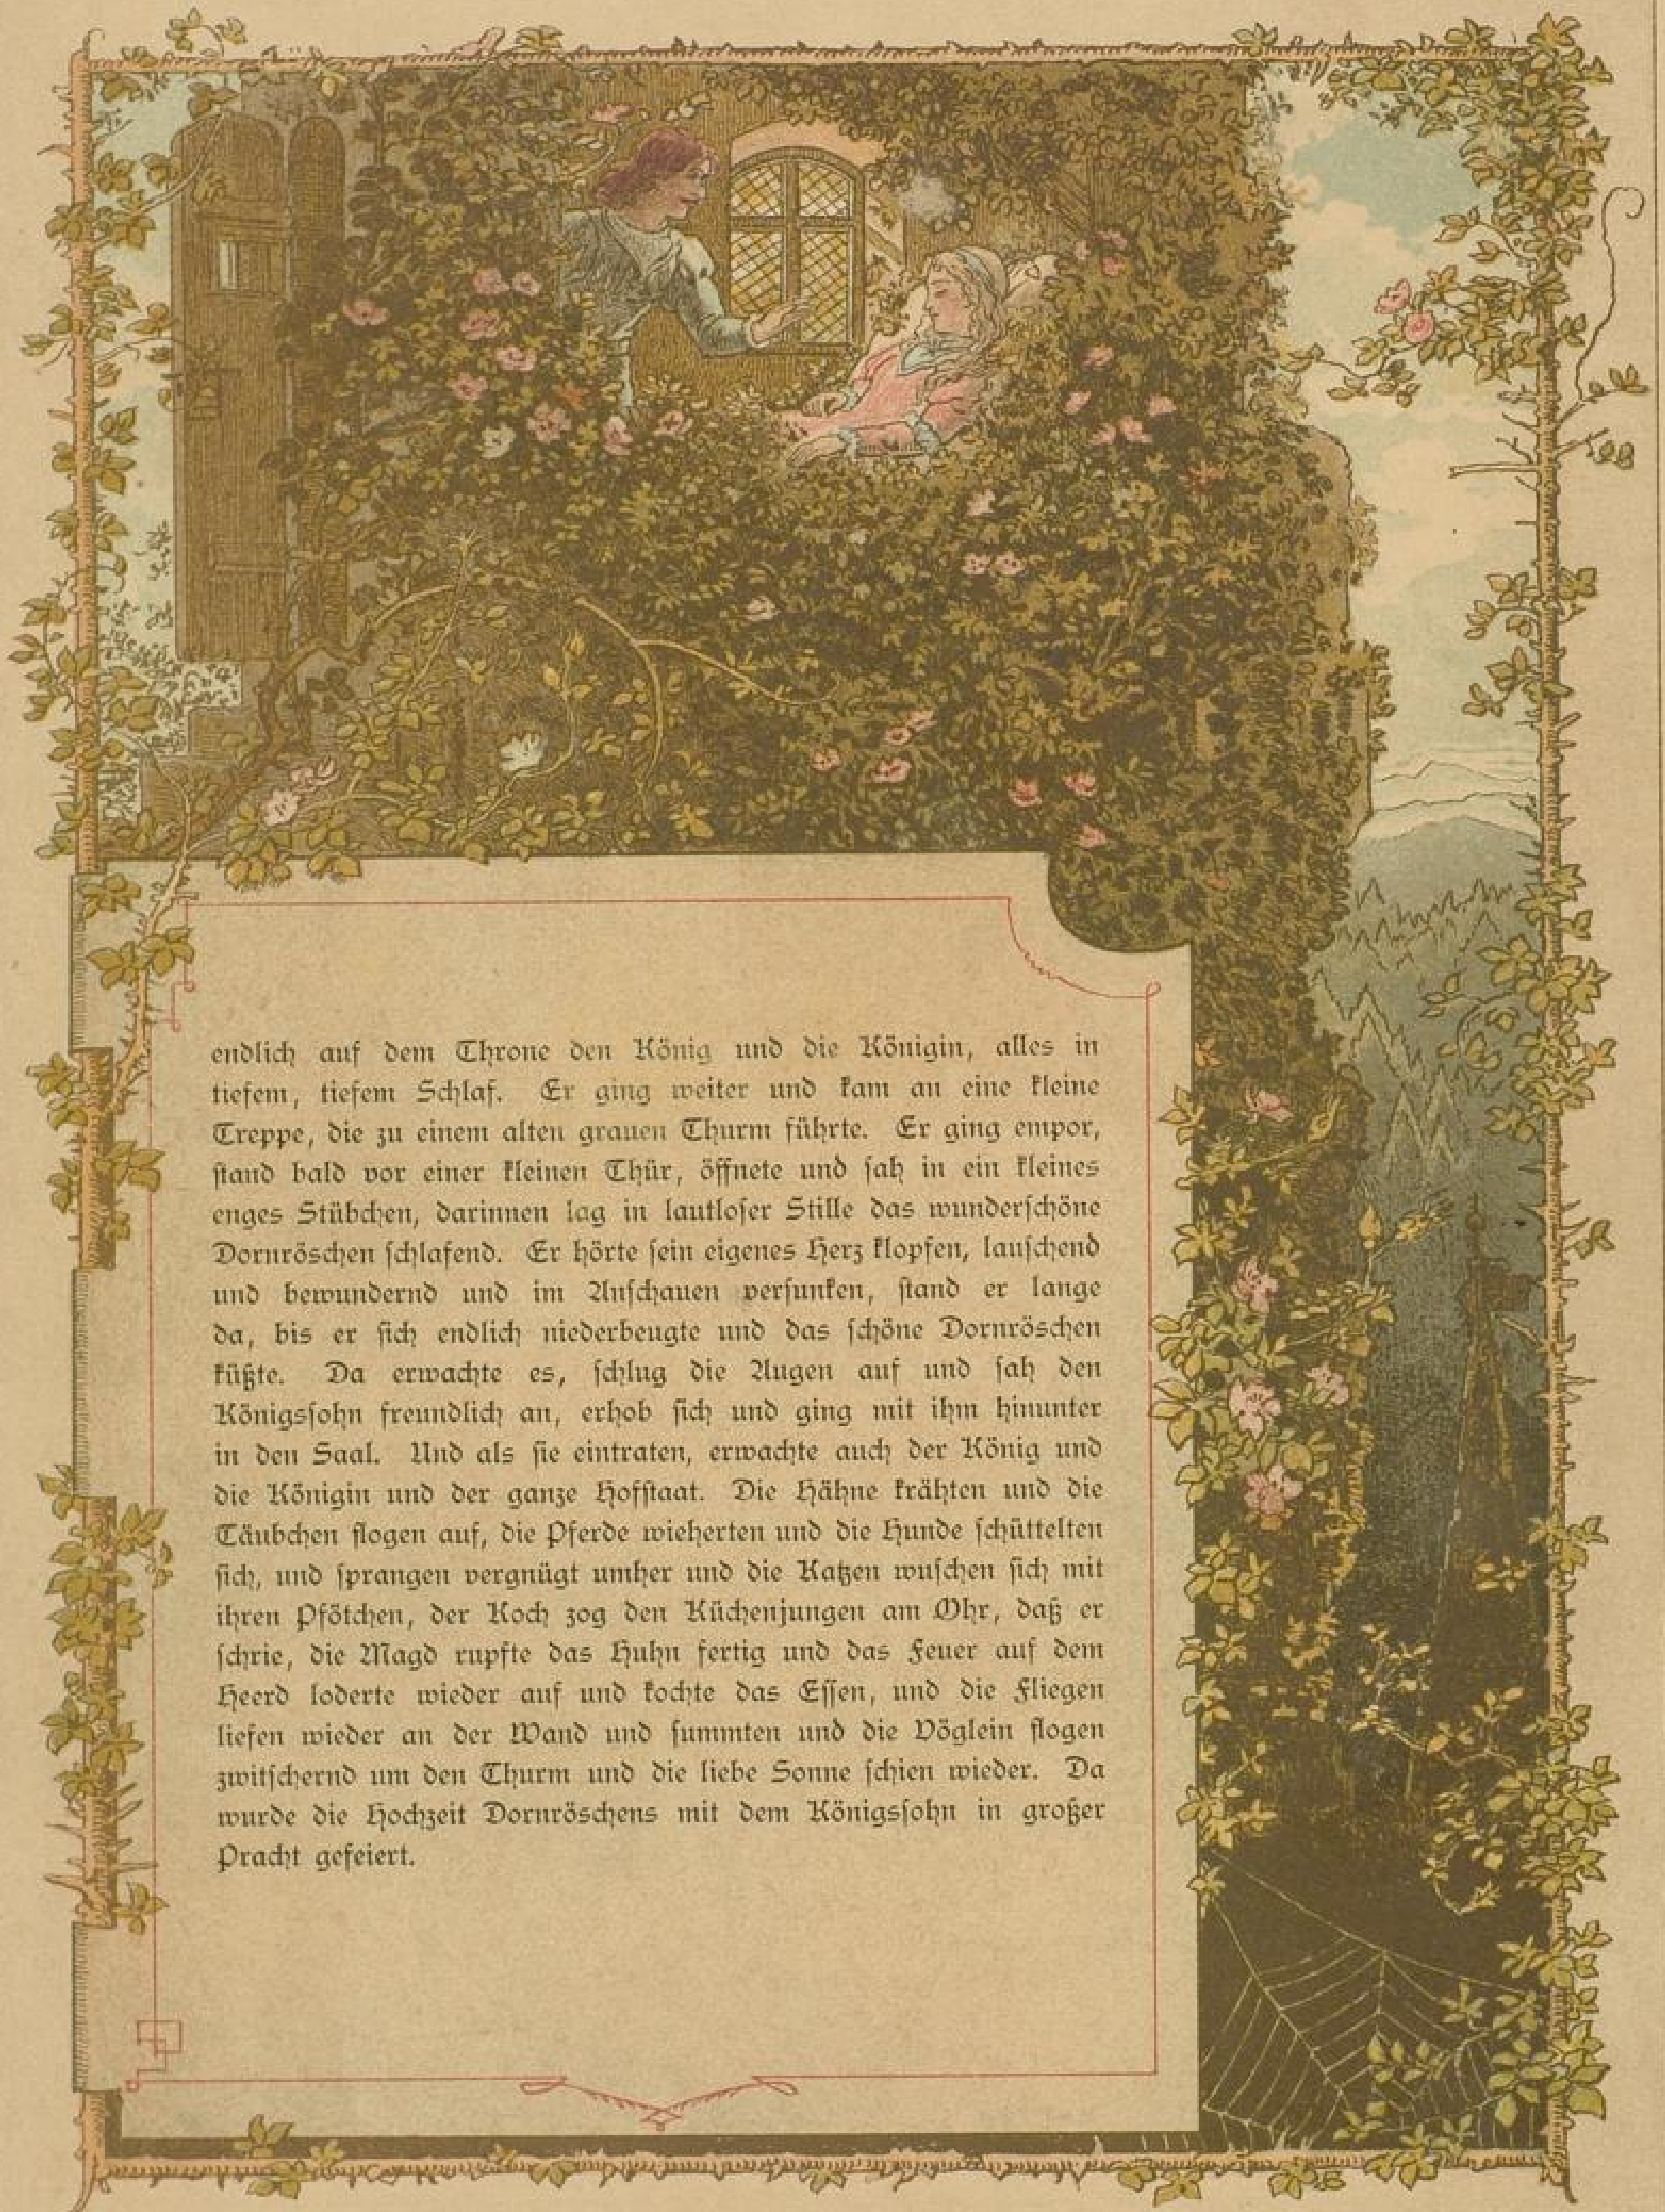 endlich auf dem Throne den König und die Königin, alles in
tiefem, tiefem Schlaf. Er ging weiter und kam an eine kleine
Treppe, die zu einem alten grauen Thurm führte. Er ging empor,
ſtand bald vor einer kleinen Thür, öffnete und ſah in ein kleines
enges Stübchen, darinnen lag in lautloſer Stille das wunderſchöne
Dornröschen ſchlafend. Er hörte ſein eigenes Herz klopfen, lauſchend
und bewundernd und im Anſchauen verſunken, ſtand er lange
da, bis er ſich endlich niederbeugte und das ſchöne Dornröschen
küßte. Da erwachte es, ſchlug die Augen auf und ſah den
Königsſohn freundlich an, erhob ſich und ging mit ihm hinunter
in den Saal. Und als ſie eintraten, erwachte auch der König und
die Königin und der ganze Hofſtaat. Die Hähne krähten und die
Täubchen flogen auf, die Pferde wieherten und die Hunde ſchüttelten
ſich, und ſprangen vergnügt umher und die Katzen wuſchen ſich mit
ihren Pfötchen, der Koch zog den Küchenjungen am Ohr, daß er
ſchrie, die Magd rupfte das Huhn fertig und das Feuer auf dem
Heerd loderte wieder auf und kochte das Eſſen, und die Fliegen
liefen wieder an der Wand und ſummten und die Vöglein flogen
zwitſchernd um den Thurm und die liebe Sonne ſchien wieder. Da
wurde die Hochzeit Dornröschens mit dem Königsſohn in großer
Pracht gefeiert.